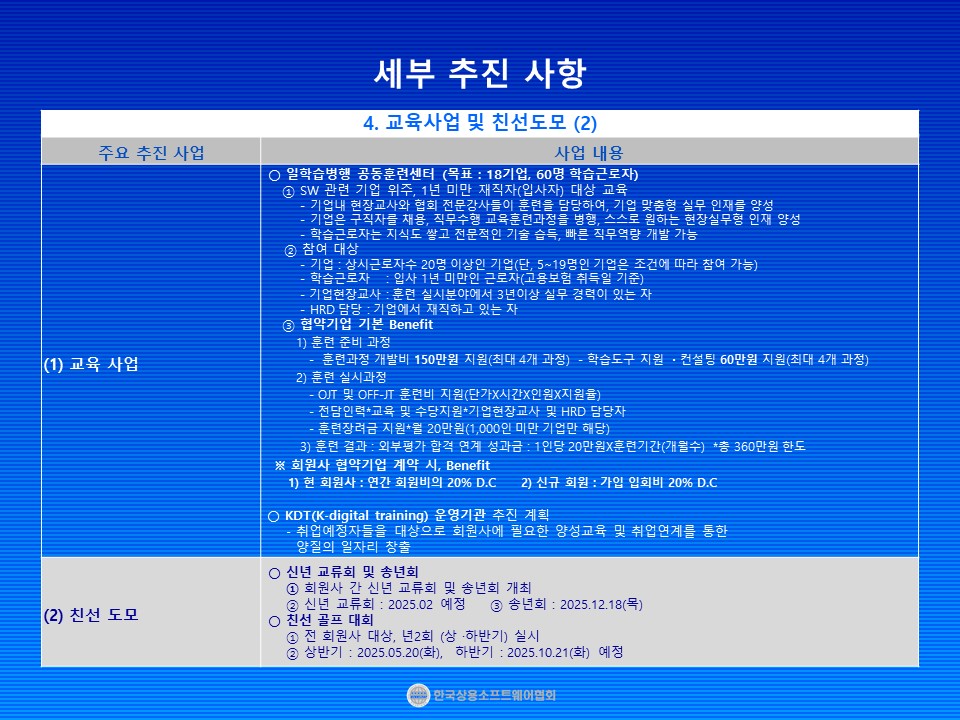 세부 추진 사항
4. 교육사업 및 친선도모 (2)
주요 추진 사업
사업 내용
(1) 교육 사업
○ 일학습병행 공동훈련센터 (목표 : 18기업, 60명 학습근로자)
① SW 관련 기업 위주, 1년 미만 재직자(입사자) 대상 교육
- 기업내 현장교사와 협회 전문강사들이 훈련을 담당하여, 기업 맞춤형 실무 인재를 양성
- 기업은 구직자를 채용, 직무수행 교육훈련과정을 병행, 스스로 원하는 현장실무형 인재 양성
- 학습근로자는 지식도 쌓고 전문적인 기술 습득, 빠른 직무역량 개발 가능
② 참여 대상
- 기업 : 상시근로자수 20명 이상인 기업(단, 5~19명인 기업은 조건에 따라 참여 가능)
- 학습근로자 : 입사 1년 미만인 근로자(고용보험 취득일 기준)
- 기업현장교사 : 훈련 실시분야에서 3년이상 실무 경력이 있는 자
- HRD 담당 : 기업에서 재직하고 있는 자
③ 협약기업 기본 Benefit
1) 훈련 준비 과정
- 훈련과정 개발비 150만원 지원(최대 4개 과정) - 학습도구 지원 ·컨설팅 60만원 지원(최대 4개 과정)
2) 훈련 실시과정
- OJT 및 OFF-JT 훈련비 지원(단가X시간X인원X지원율)
- 전담인력*교육 및 수당지원*기업현장교사 및 HRD 담당자
- 훈련장려금 지원*월 20만원(1,000인 미만 기업만 해당)
3) 훈련 결과 : 외부평가 합격 연계 성과금 : 1인당 20만원X훈련기간(개월수) *총 360만원 한도
※ 회원사 협약기업 계약 시, Benefit
1) 현 회원사 : 연간 회원비의 20% D.C 2) 신규 회원 : 가입 입회비 20% D.C
○ KDT(K-digital training) 운영기관 추진 계획
- 취업예정자들을 대상으로 회원사에 필요한 양성교육 및 취업연계를 통한
양질의 일자리 창출
(2) 친선 도모
○ 신년 교류회 및 송년회
① 회원사 간 신년 교류회 및 송년회 개최
② 신년 교류회 : 2025.02 예정 ③ 송년회 : 2025.12.18(목)
○ 친선 골프 대회
① 전 회원사 대상, 년2회 (상 ·하반기) 실시
② 상반기 : 2025.05.20(화), 하반기 : 2025.10.21(화) 예정
한국상용소프트웨어협회